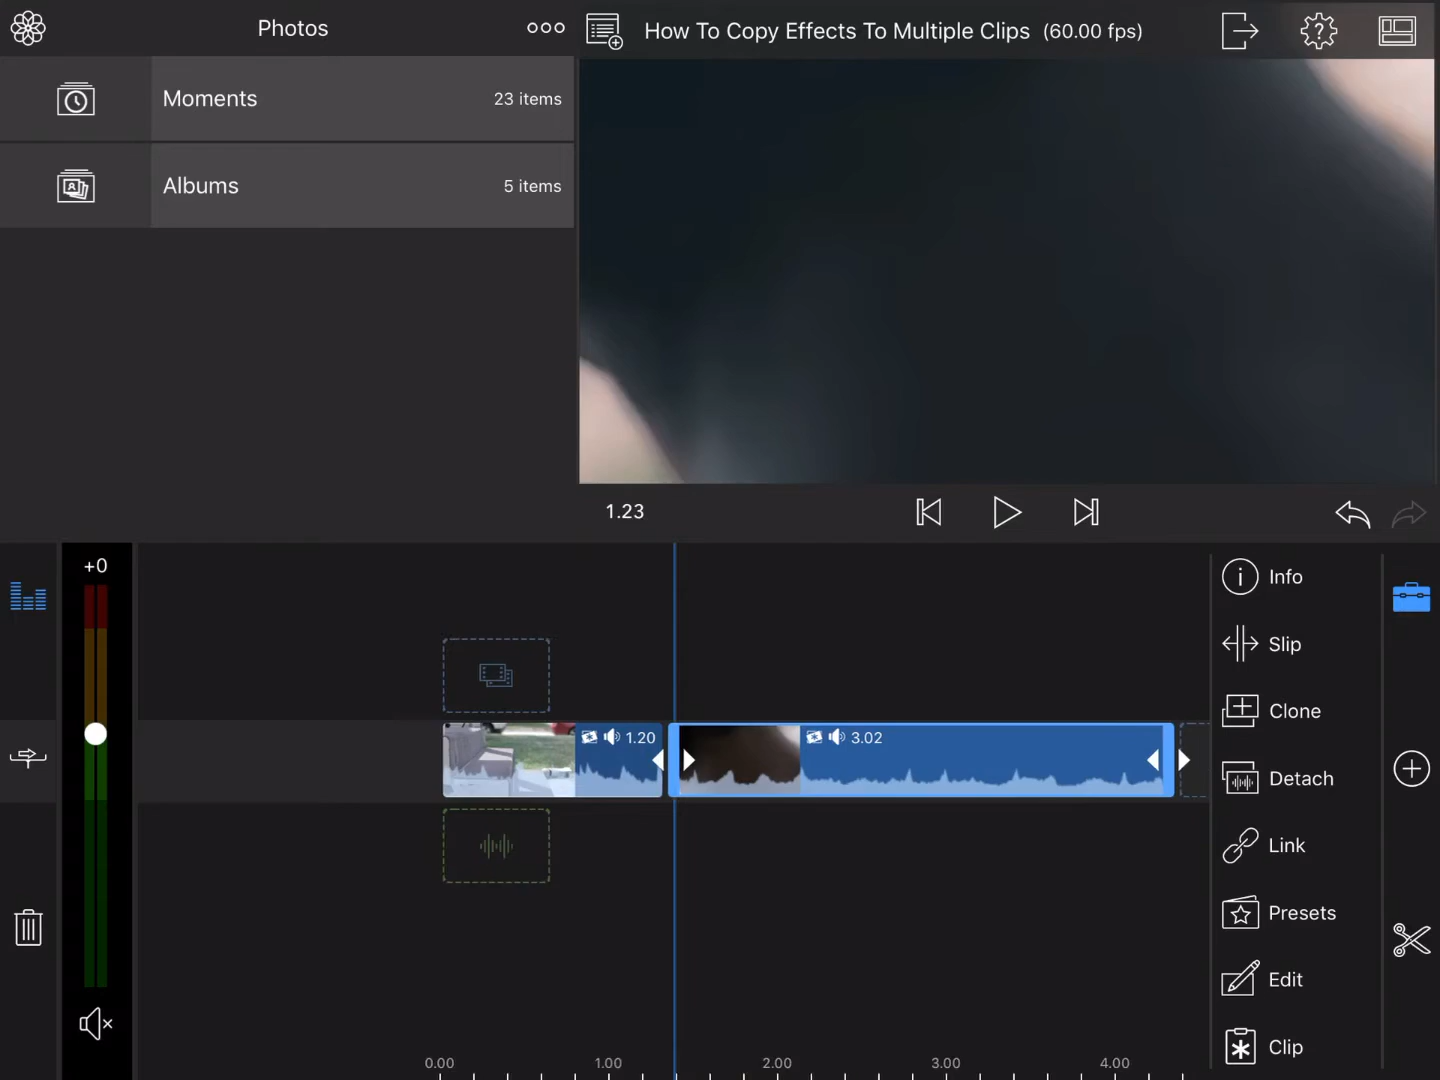 Photos
How To Copy Effects To Multiple Clips (60.00 fps)
Moments 23 items
Albums 5 items
1.23
+0
Info
Slip
Clone
1.20
3.02
Detach
Link
Presets
Edit
Clip
0.00 1.00 2.00 3.00 4.00